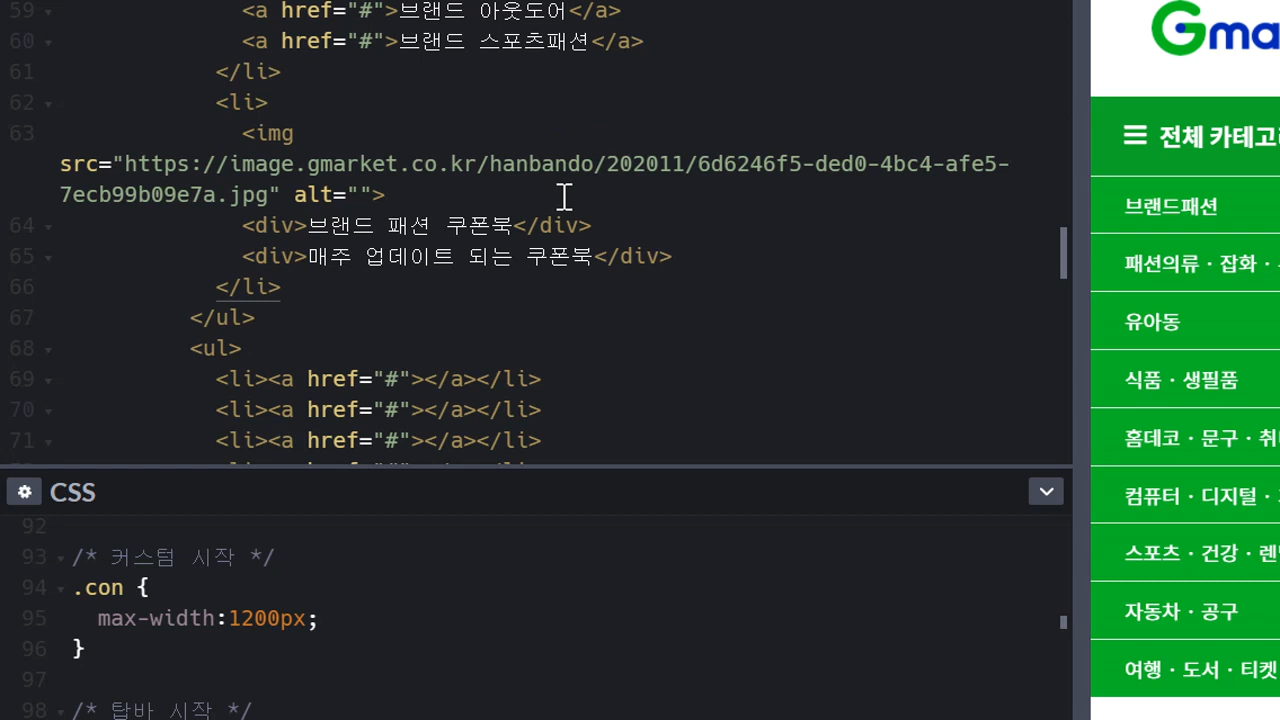 59 <a href="#">브랜드 아웃도어</a>
60 <a href="#">브랜드 스포츠패션</a>
61 </li>
62 <li>
63 <img
src="https://image.gmarket.co.kr/hanbando/202011/6d6246f5-ded0-4bc4-afe5-
7ecb99b09e7a.jpg" alt="">
64 <div>브랜드 패션 쿠폰북</div>
65 <div>매주 업데이트 되는 쿠폰북</div>
66 </li>
67 </ul>
68 <ul>
69 <li><a href="#"></a></li>
70 <li><a href="#"></a></li>
71 <li><a href="#"></a></li>
CSS
92
93 /* 커스텀 시작 */
94 .con {
95 max-width:1200px;
96 }
97
98 /* 탑바 시작 */
Gma
전체 카테고
브랜드패션
패션의류 · 잡화 ·
유아동
식품 · 생필품
홈데코 · 문구 · 취
컴퓨터 · 디지털 ·
스포츠 · 건강 · 렌
자동차 · 공구
여행 · 도서 · 티켓